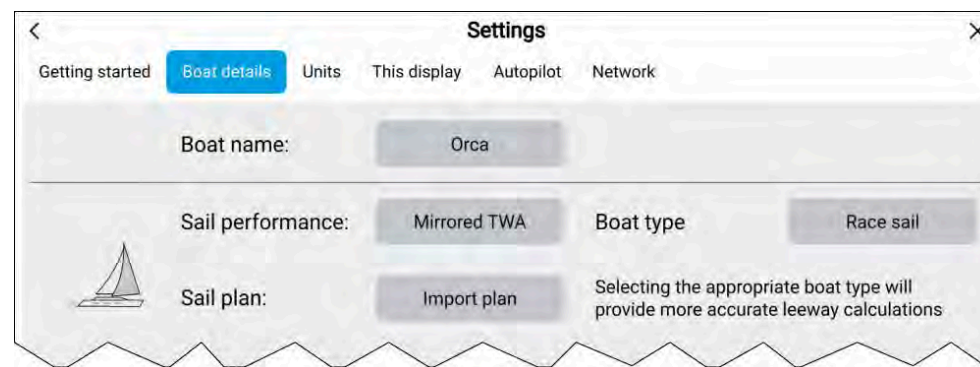 Settings
Getting started Boat details Units This display Autopilot Network
Boat name: Orca
Sail performance: Mirrored TWA Boat type Race sail
Sail plan: Import plan Selecting the appropriate boat type will
provide more accurate leeway calculations